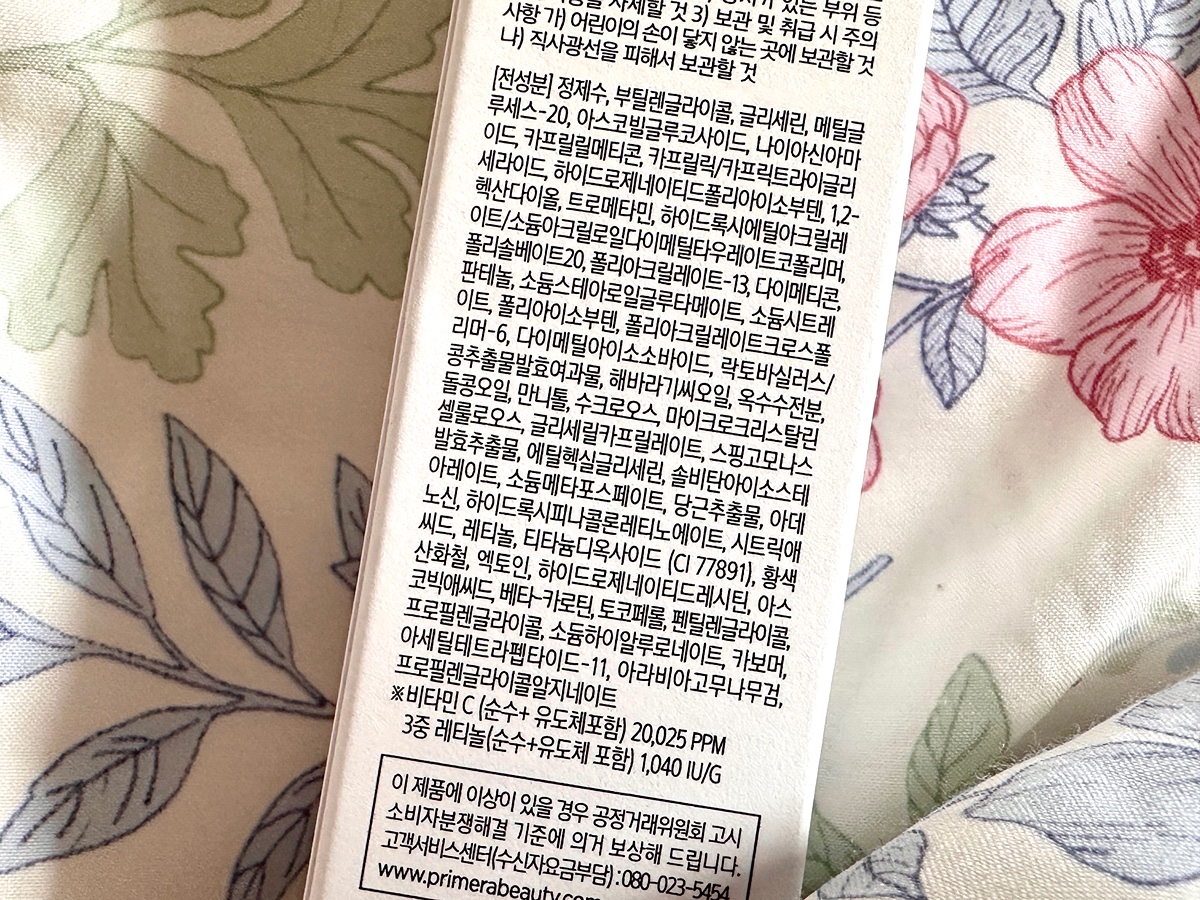 있는 부위 등
자제할 것 3) 보관 및 취급 시 주의
사항 가) 어린이의 손이 닿지 않는 곳에 보관할 것
나) 직사광선을 피해서 보관할 것
[전성분] 정제수, 부틸렌글라이콜, 글리세린, 메틸글
루세스-20, 아스코빌글루코사이드, 나이아신아마
이드, 카프릴릴메티콘, 카프릴릭/카프릭트라이글리
세라이드, 하이드로제네이티드폴리아이소부텐, 1,2-
헥산다이올, 트로메타민, 하이드록시에틸아크릴레
이트/소듐아크릴로일다이메틸타우레이트코폴리머,
폴리솔베이트20, 폴리아크릴레이트-13, 다이메티콘,
판테놀, 소듐스테아로일글루타메이트, 소듐시트레
이트, 폴리아이소부텐, 폴리아크릴레이트크로스폴
리머-6, 다이메틸아이소소바이드, 락토바실러스/
콩추출물발효여과물, 해바라기씨오일, 옥수수전분,
돌콩오일, 만니톨, 수크로오스, 마이크로크리스탈린
셀룰로오스, 글리세릴카프릴레이트, 스핑고모나스
발효추출물, 에틸헥실글리세린, 솔비탄아이소스테
아레이트, 소듐메타포스페이트, 당근추출물, 아데
노신, 하이드록시피나콜론레티노에이트, 시트릭애
씨드, 레티놀, 티타늄디옥사이드 (CI 77891), 황색
산화철, 엑토인, 하이드로제네이티드레시틴, 아스
코빅애씨드, 베타-카로틴, 토코페롤, 펜틸렌글라이콜,
프로필렌글라이콜, 소듐하이알루로네이트, 카보머,
아세틸테트라펩타이드-11, 아라비아고무나무검,
프로필렌글라이콜알지네이트
※비타민 C (순수+ 유도체포함) 20,025 PPM
3중 레티놀(순수+유도체 포함) 1,040 IU/G
이 제품에 이상이 있을 경우 공정거래위원회 고시
소비자분쟁해결 기준에 의거 보상해 드립니다.
고객서비스센터(수신자요금부담):080-023-5454
www.primerabeauty.com